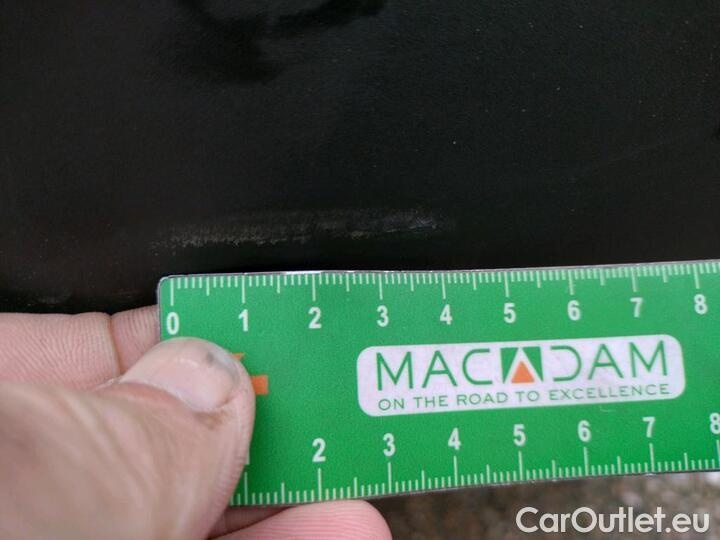 0 1 2 3 4 5 6 7 8
MACADAM
ON THE ROAD TO EXCELLENCE
2 3 4 5 6 7 8
CarOutlet.eu